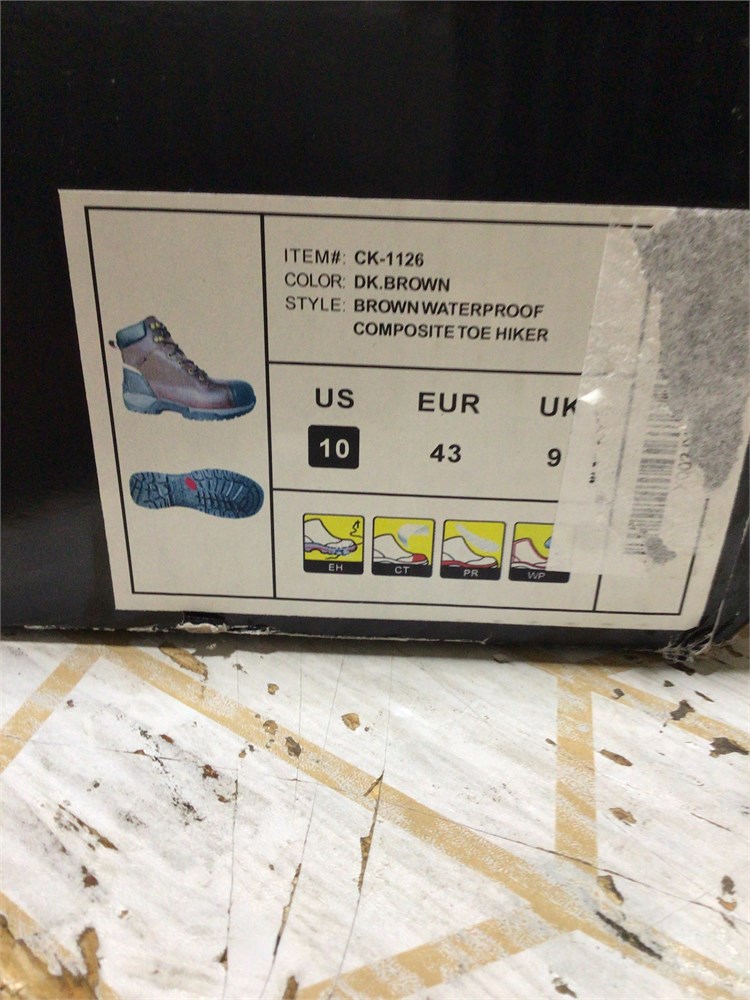 ITEM#: CK-1126
COLOR: DK.BROWN
STYLE: BROWN WATERPROOF
COMPOSITE TOE HIKER
US EUR UK
10 43 9
EH CT PR WP